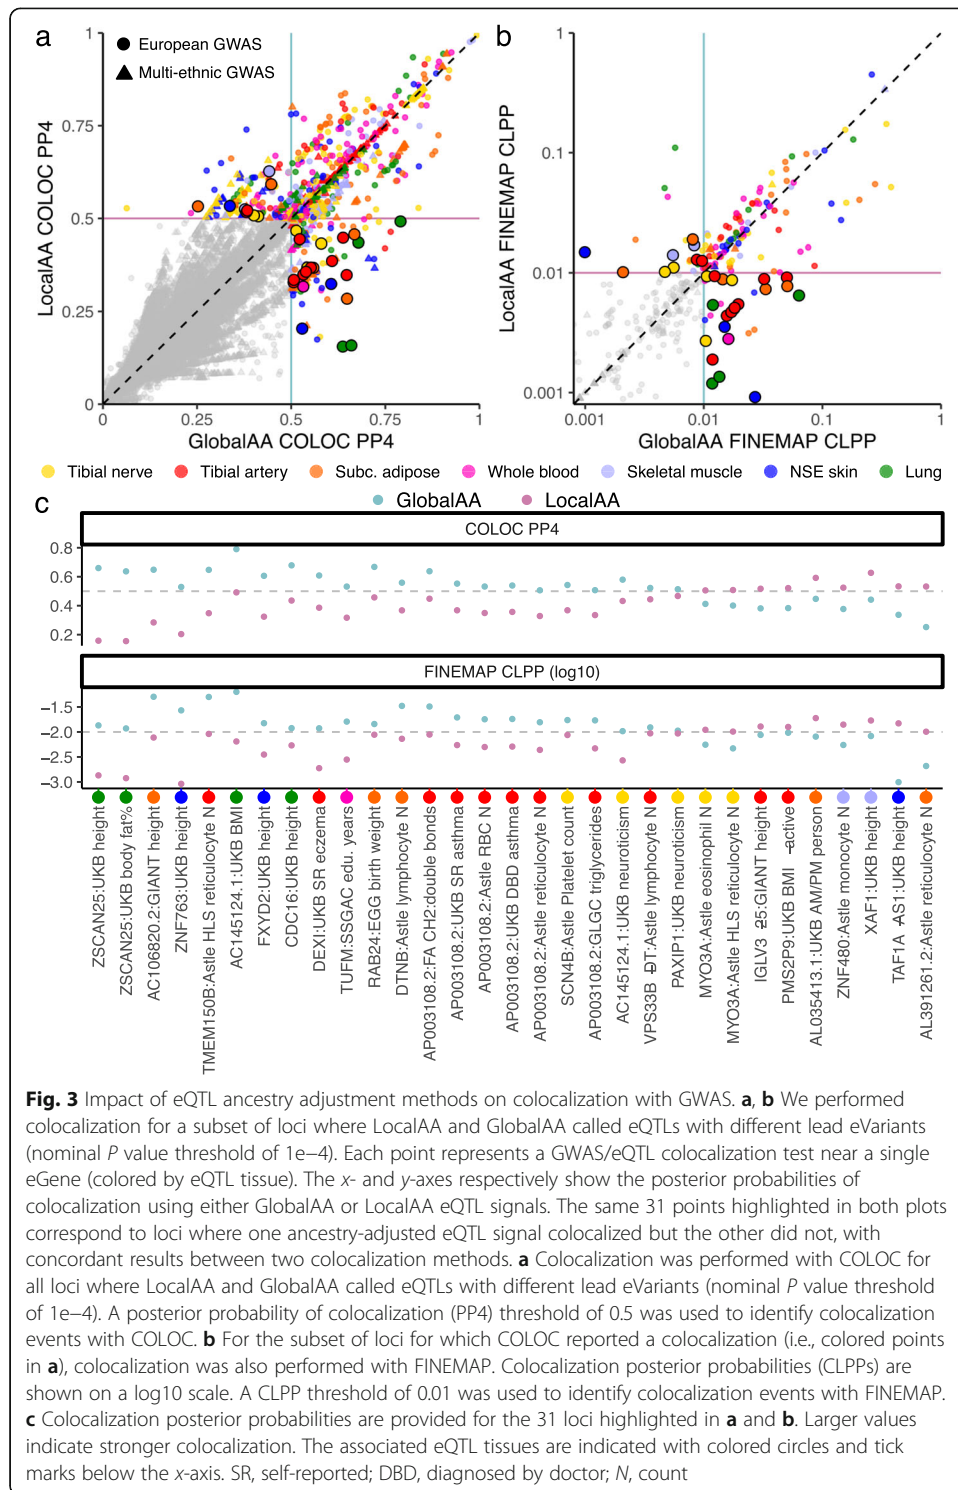 a
b
European GWAS
Multi-ethnic GWAS
1
0.75
0.5
0.25
0
LocalAA COLOC PP4
0
0.25
0.5
0.75
1
GlobalAA COLOC PP4
1
0.1
0.01
0.001
LocalAA FINEMAP CLPP
0.001
0.01
0.1
1
GlobalAA FINEMAP CLPP
Tibial nerve
Tibial artery
Subc. adipose
Whole blood
Skeletal muscle
NSE skin
Lung
c
GlobalAA
LocalAA
COLOC PP4
0.8
0.6
0.4
0.2
FINEMAP CLPP (log10)
−1.5
−2.0
−2.5
−3.0
ZSCAN25:UKB height
ZSCAN25:UKB body fat%
AC106820.2:GIANT height
ZNF763:UKB height
TMEM150B:Astle HLS reticulocyte N
AC145124.1:UKB BMI
FXYD2:UKB height
CDC16:UKB height
DEXI:UKB SR eczema
TUFM:SSGAC edu. years
RAB24:EGG birth weight
DTNB:Astle lymphocyte N
AP003108.2:FA CH2:double bonds
AP003108.2:UKB SR asthma
AP003108.2:Astle RBC N
AP003108.2:UKB DBD asthma
AP003108.2:Astle reticulocyte N
SCN4B:Astle Platelet count
AP003108.2:GLGC triglycerides
AC145124.1:UKB neuroticism
VPS33B−DT:Astle lymphocyte N
PAXIP1:UKB neuroticism
MYO3A:Astle eosinophil N
MYO3A:Astle HLS reticulocyte N
IGLV3−25:GIANT height
PMS2P9:UKB BMI −active
AL035413.1:UKB AM/PM person
ZNF480:Astle monocyte N
XAF1:UKB height
TAF1A−AS1:UKB height
AL391261.2:Astle reticulocyte N
Fig. 3 Impact of eQTL ancestry adjustment methods on colocalization with GWAS. a, b We performed
colocalization for a subset of loci where LocalAA and GlobalAA called eQTLs with different lead eVariants
(nominal P value threshold of 1e−4). Each point represents a GWAS/eQTL colocalization test near a single
eGene (colored by eQTL tissue). The x- and y-axes respectively show the posterior probabilities of
colocalization using either GlobalAA or LocalAA eQTL signals. The same 31 points highlighted in both plots
correspond to loci where one ancestry-adjusted eQTL signal colocalized but the other did not, with
concordant results between two colocalization methods. a Colocalization was performed with COLOC for
all loci where LocalAA and GlobalAA called eQTLs with different lead eVariants (nominal P value threshold
of 1e−4). A posterior probability of colocalization (PP4) threshold of 0.5 was used to identify colocalization
events with COLOC. b For the subset of loci for which COLOC reported a colocalization (i.e., colored points
in a), colocalization was also performed with FINEMAP. Colocalization posterior probabilities (CLPPs) are
shown on a log10 scale. A CLPP threshold of 0.01 was used to identify colocalization events with FINEMAP.
c Colocalization posterior probabilities are provided for the 31 loci highlighted in a and b. Larger values
indicate stronger colocalization. The associated eQTL tissues are indicated with colored circles and tick
marks below the x-axis. SR, self-reported; DBD, diagnosed by doctor; N, count